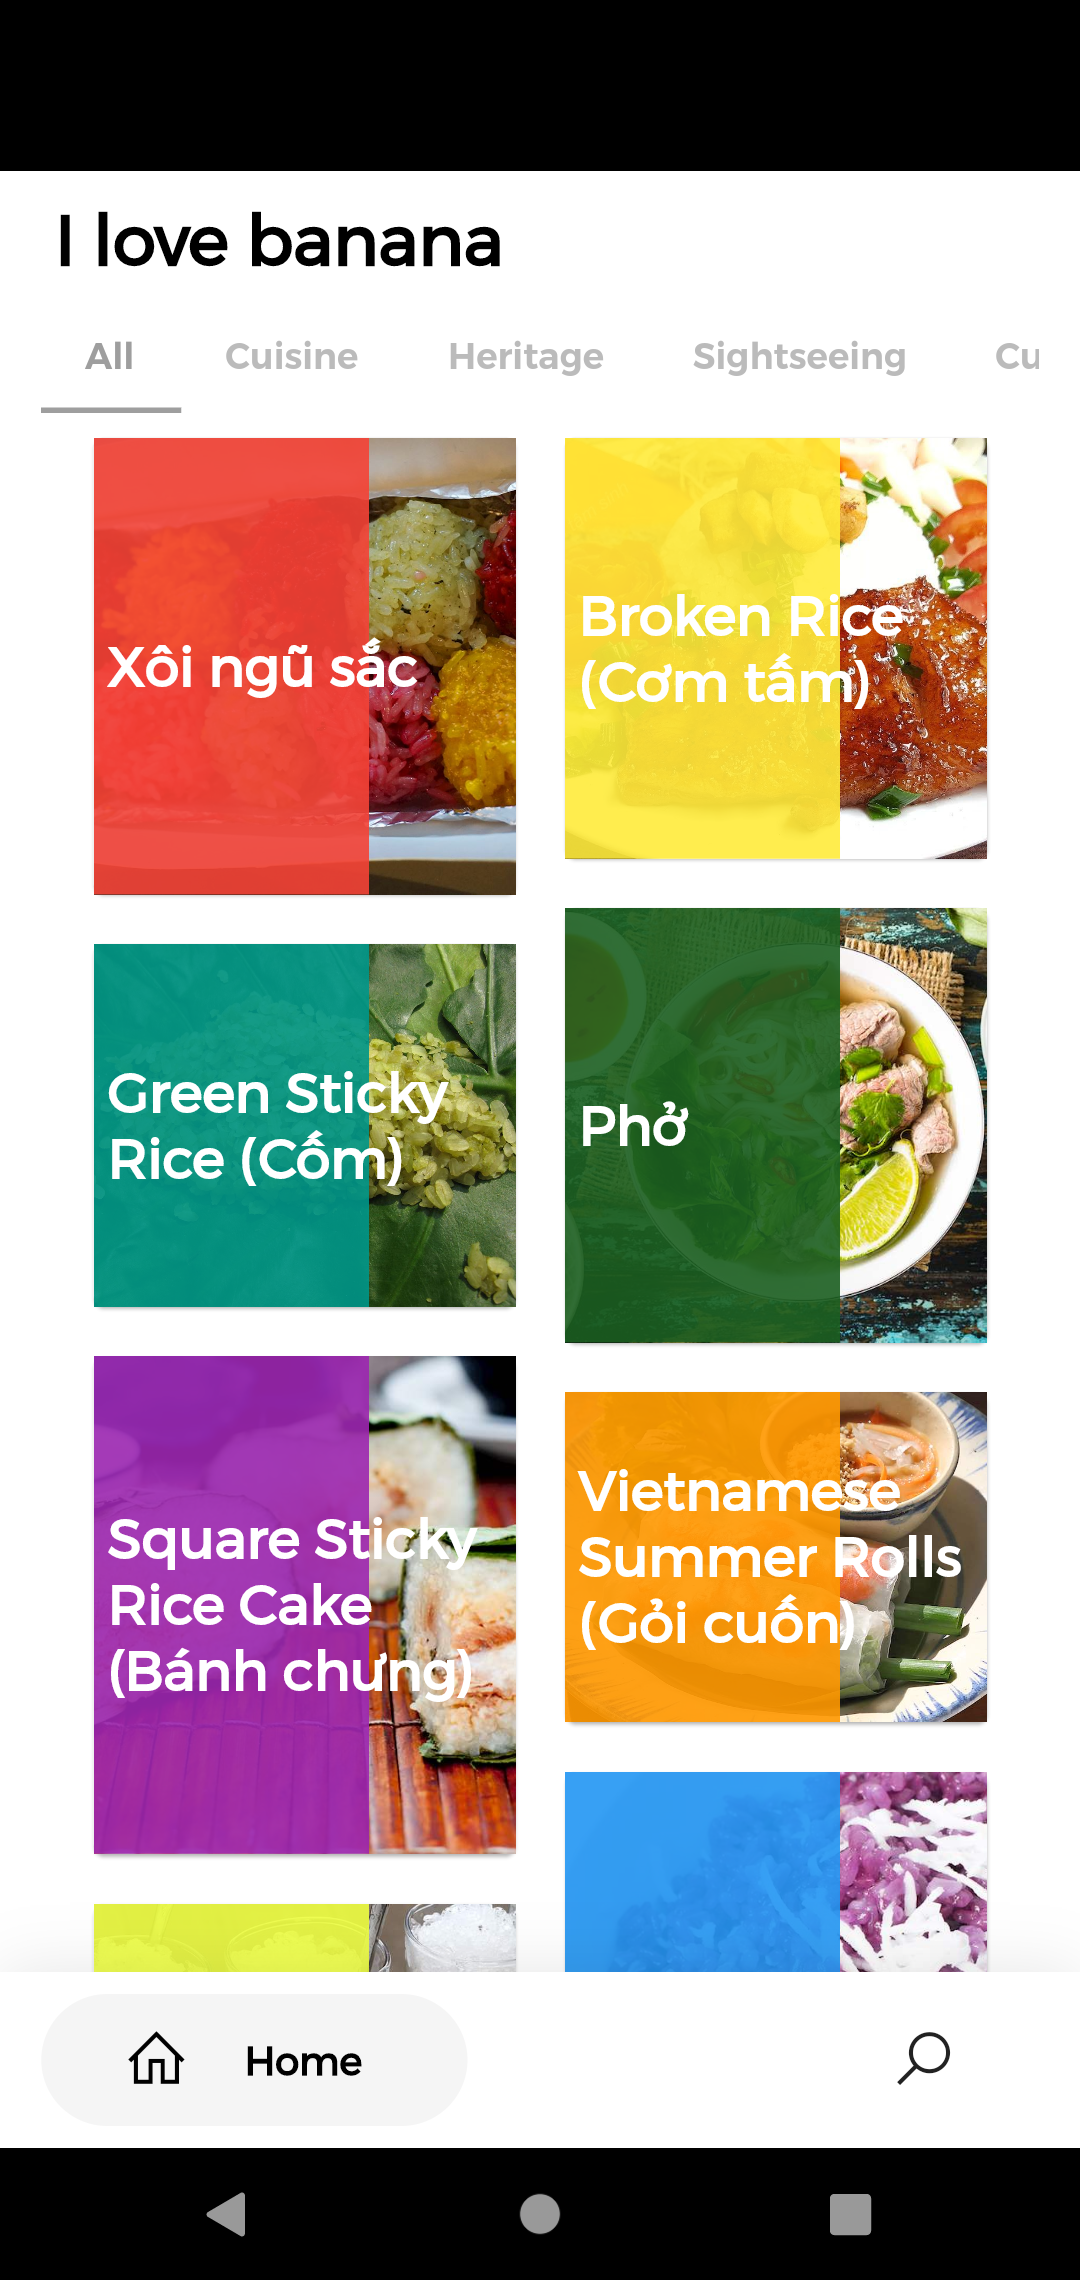 I love banana
All Cuisine Heritage Sightseeing Cu
Xôi ngũ sắc
Broken Rice
(Cơm tấm)
Green Sticky
Rice (Cốm)
Phở
Square Sticky
Rice Cake
(Bánh chưng)
Vietnamese
Summer Rolls
(Gỏi cuốn)
Home